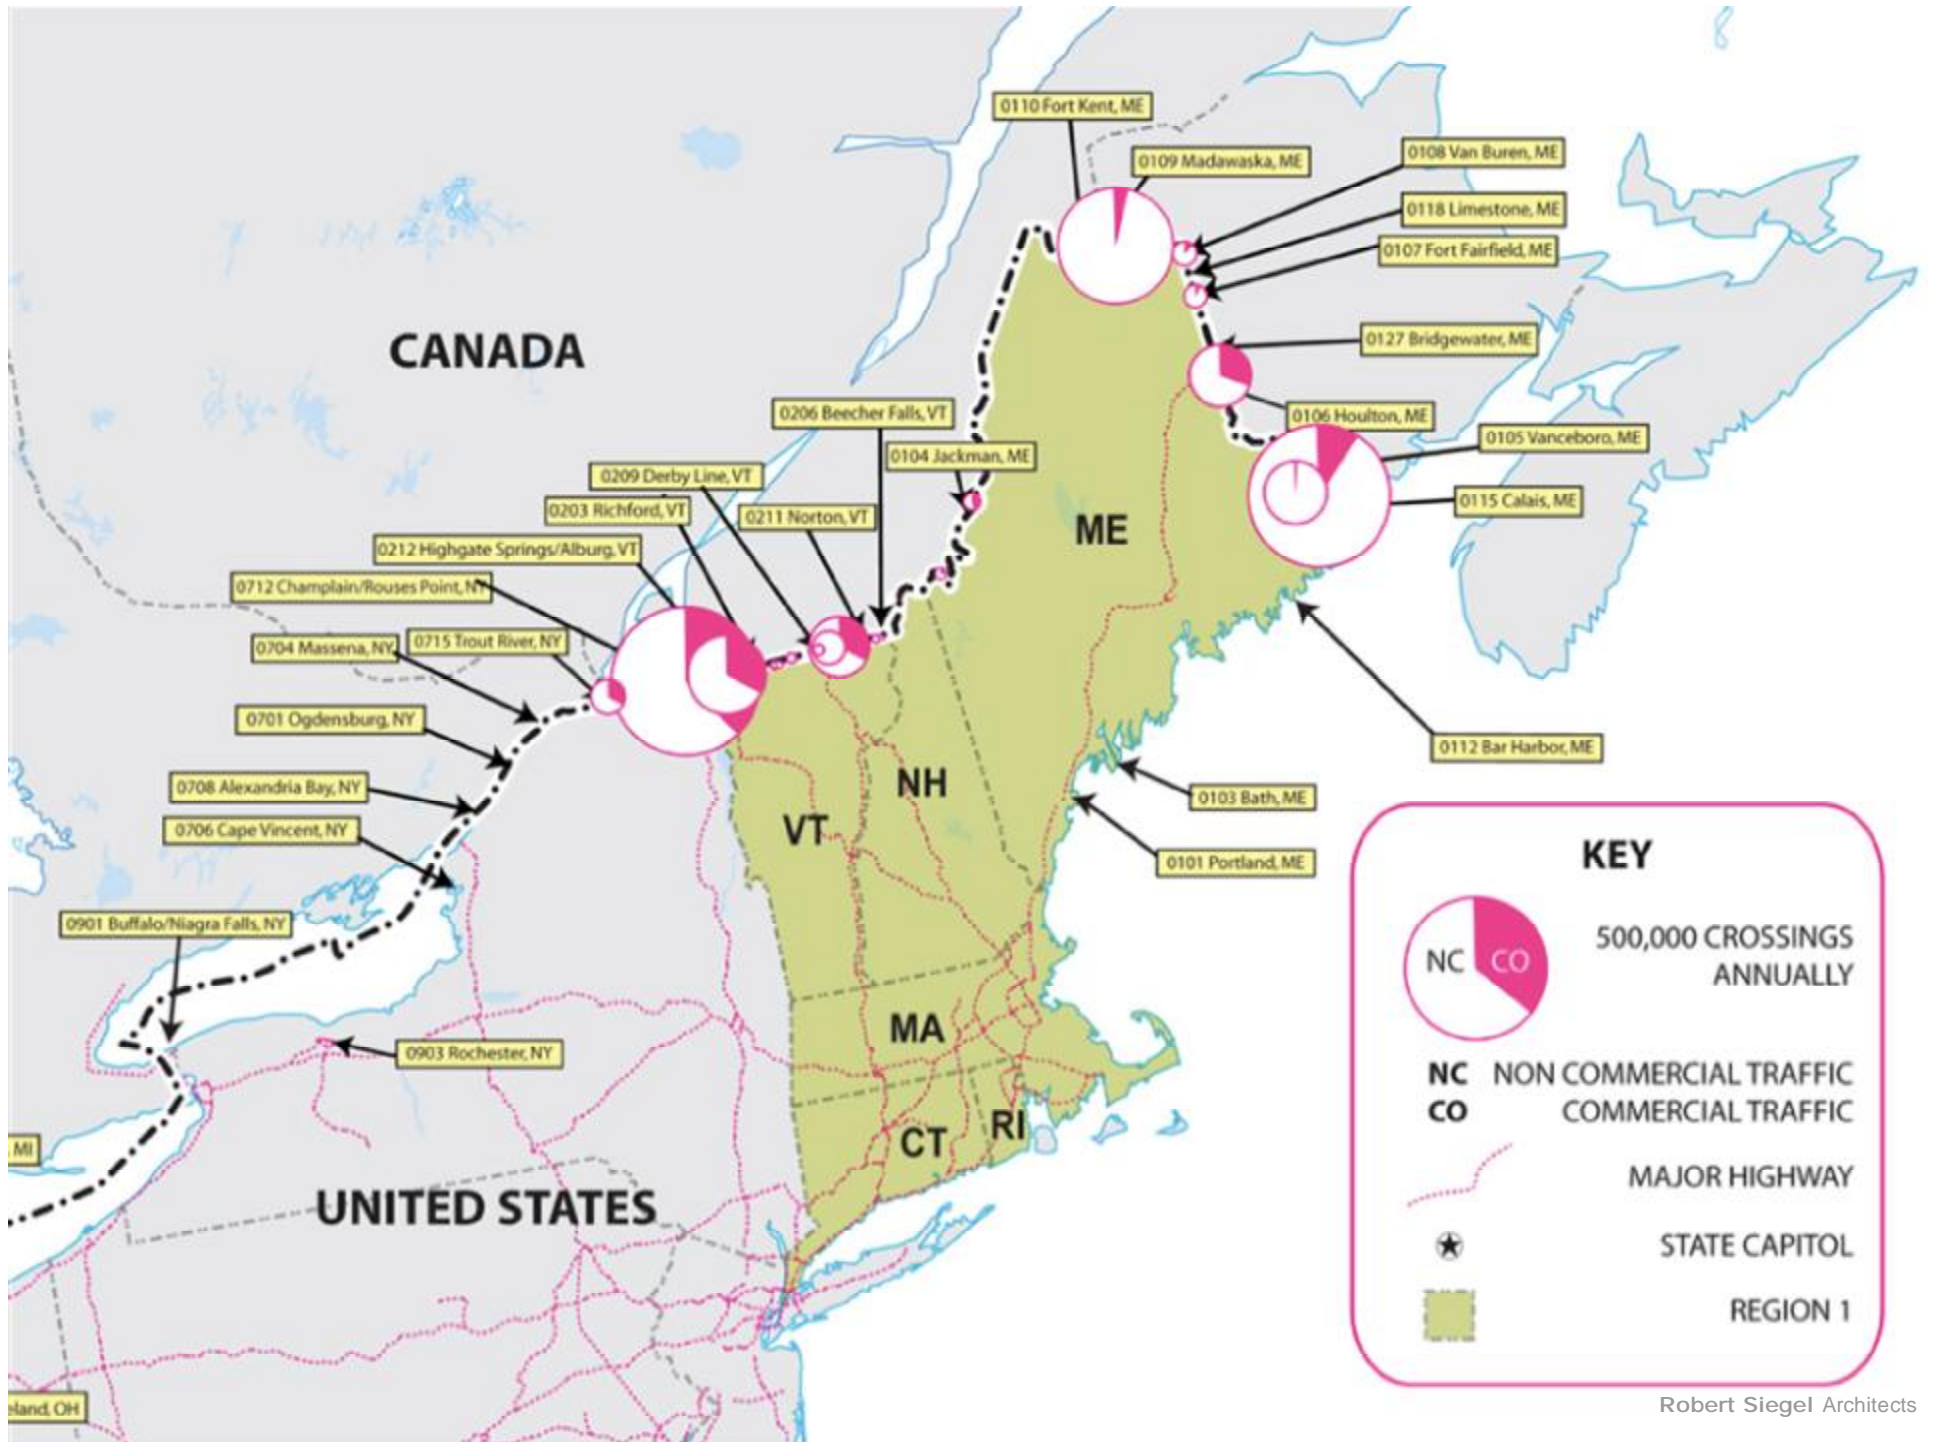 0110 Fort Kent, ME
0109 Madawaska, ME
0108 Van Buren, ME
0118 Limestone, ME
0107 Fort Fairfield, ME
CANADA
0127 Bridgewater, ME
0206 Beecher Falls, VT
0106 Houlton, ME
0105 Vanceboro, ME
0104 Jackman, ME
0209 Derby Line, VT
0115 Calais, ME
0203 Richford, VT
0211 Norton, VT
ME
0212 Highgate Springs/Alburg, VT
0712 Champlain/Rouses Point, NY
0704 Massena, NY
0715 Trout River, NY
0701 Ogdensburg, NY
0112 Bar Harbor, ME
0708 Alexandria Bay, NY
NH
0103 Bath, ME
0706 Cape Vincent, NY
VT
0101 Portland, ME
0901 Buffalo/Niagra Falls, NY
MA
0903 Rochester, NY
CT
RI
MI
UNITED STATES
eland, OH
KEY
NC
CO
500,000 CROSSINGS
ANNUALLY
NC NON COMMERCIAL TRAFFIC
CO COMMERCIAL TRAFFIC
MAJOR HIGHWAY
STATE CAPITOL
REGION 1
Robert Siegel Architects